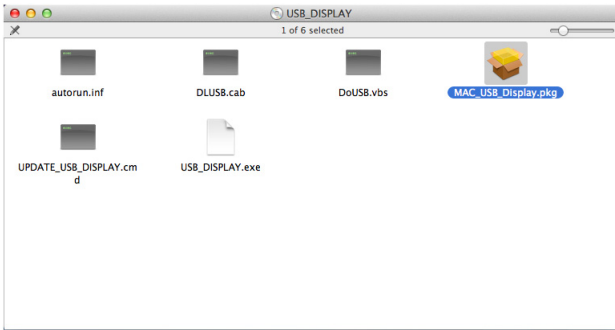 USB_DISPLAY
1 of 6 selected
autorun.inf
DLUSB.cab
DoUSB.vbs
MAC_USB_Display.pkg
UPDATE_USB_DISPLAY.cm
d
USB_DISPLAY.exe